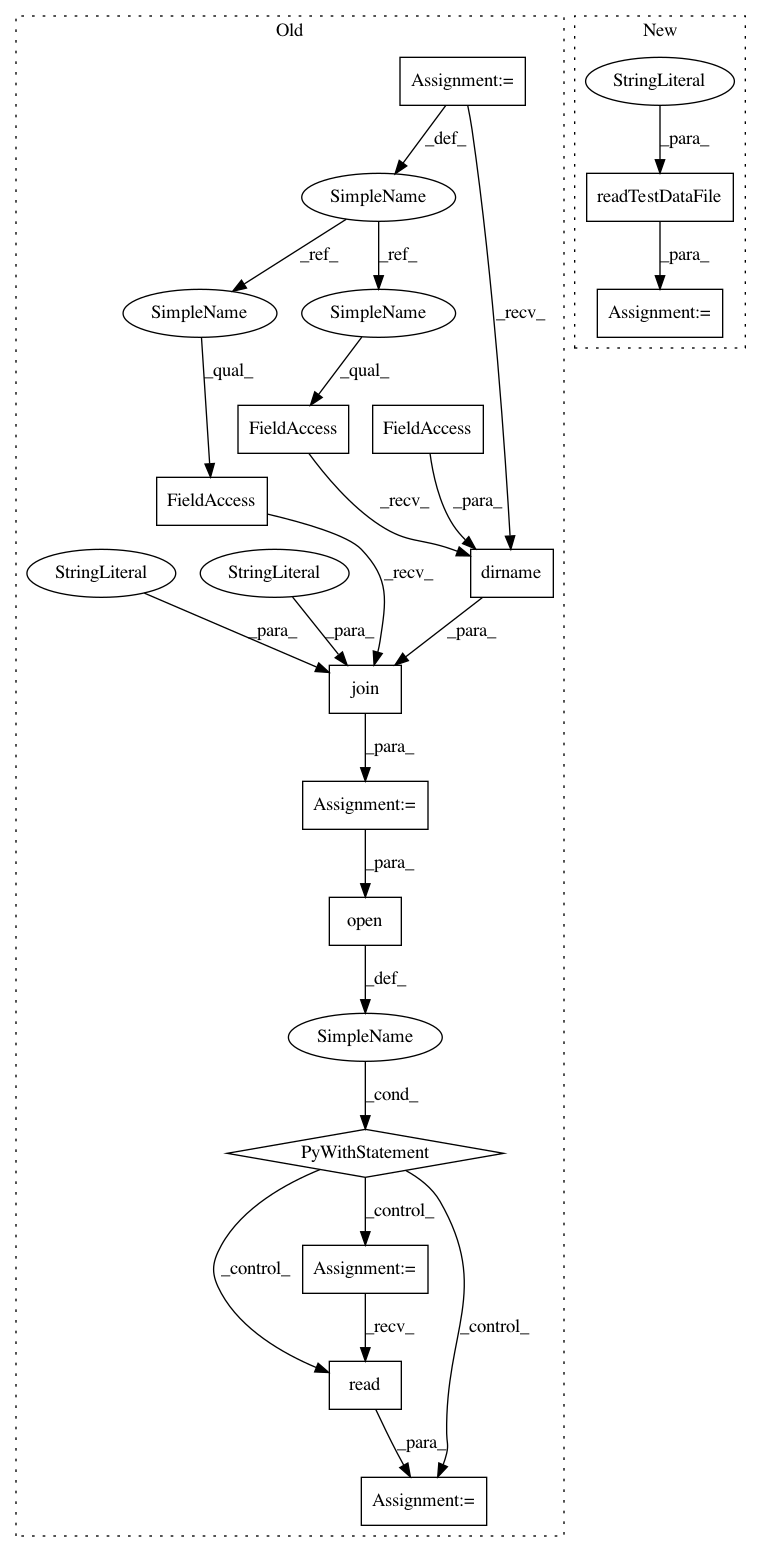 Old
New
Assignment:=
StringLiteral
_def_
_para_
SimpleName
readTestDataFile
_ref_
_ref_
_para_
SimpleName
SimpleName
_recv_
Assignment:=
_qual_
_qual_
FieldAccess
FieldAccess
FieldAccess
_recv_
_para_
StringLiteral
StringLiteral
_recv_
dirname
_para_
_para_
_para_
join
_para_
Assignment:=
_para_
open
_def_
SimpleName
_cond_
PyWithStatement
_control_
_control_
_control_
Assignment:=
_recv_
read
_para_
Assignment:=